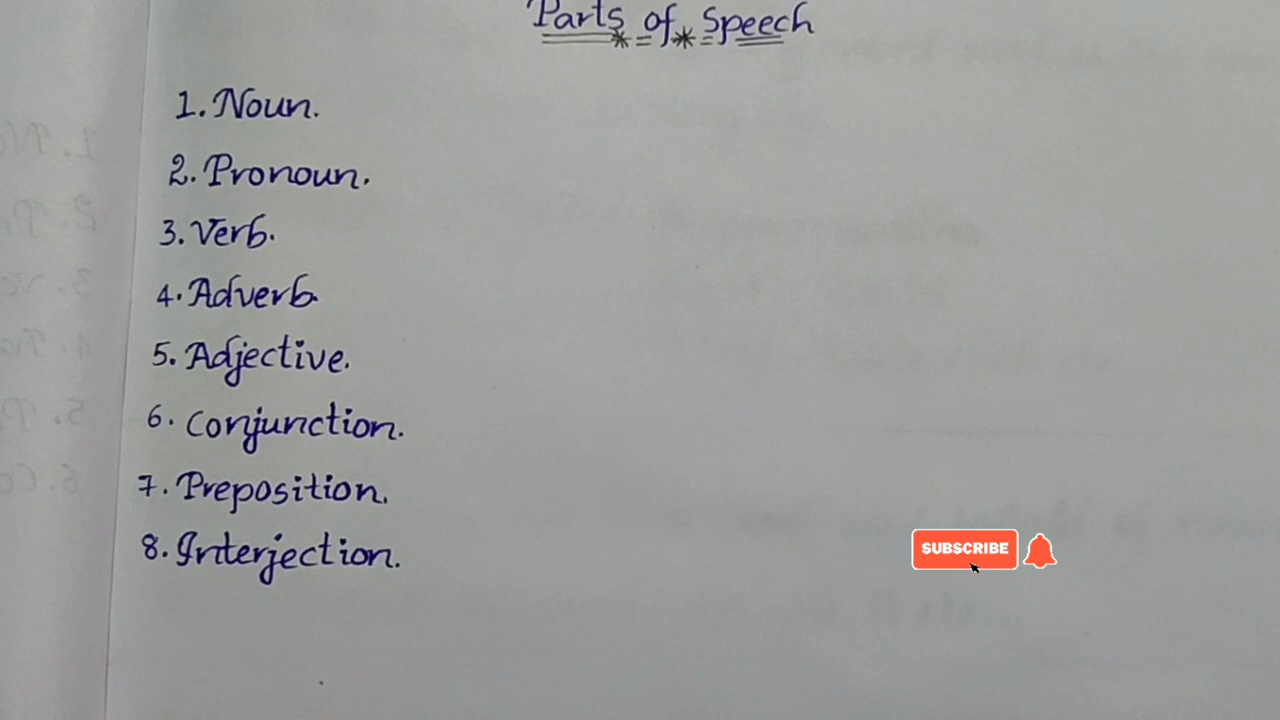 Parts of Speech
1. Noun.
2. Pronoun.
3. Verb.
4. Adverb.
5. Adjective.
6. Conjunction.
7. Preposition.
8. Interjection.
SUBSCRIBE